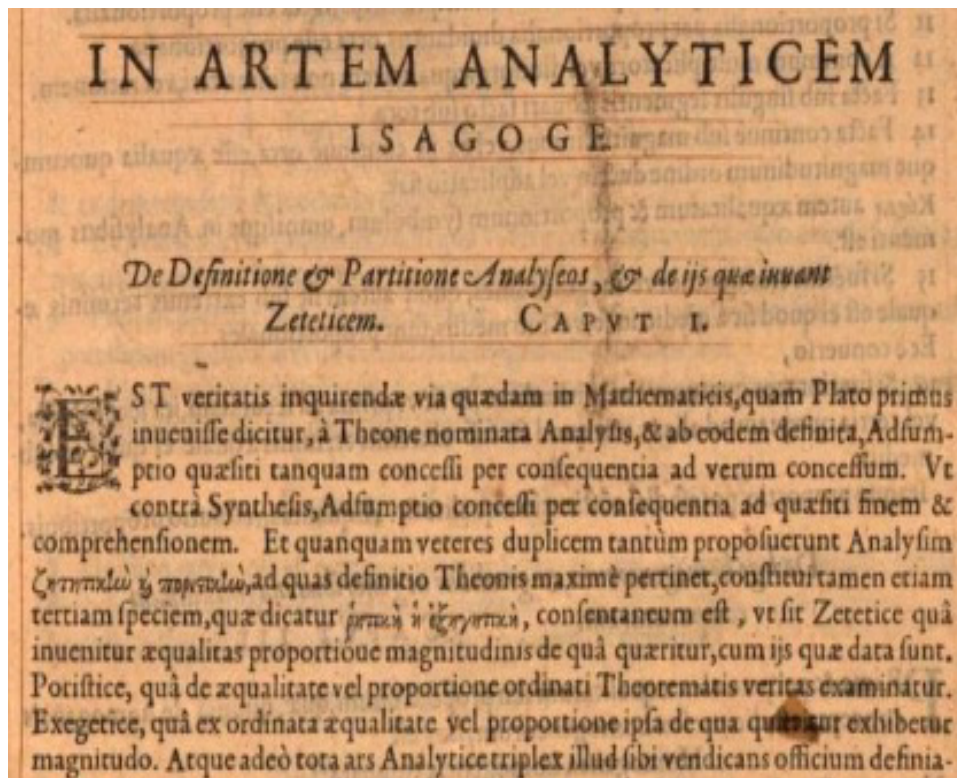 IN ARTEM ANALYTICEM
ISAGOGE
De Definitione & Partitione Analyseos, & de ijs quæ iuuant
Zeteticem. CAPVT I.
EST veritatis inquirendæ via quædam in Mathematicis, quam Plato primus
inuenisse dicitur, à Theone nominata Analysis, & ab eodem definita, Adsum-
ptio quæsiti tanquam concessi per consequentia ad verum concessum. Vt
contrà Synthesis, Adsumptio concessi per consequentia ad quæsiti finem &
comprehensionem. Et quanquam veteres duplicem tantùm proposuerunt Analysim
ζητητικὴν ϗ ποριστικὴν, ad quas definitio Theonis maximè pertinet, constitui tamen etiam
tertiam speciem, quæ dicatur ῥητικὴ ἢ ἐξηγητικὴ, consentaneum est, vt sit Zetetice quâ
inuenitur æqualitas proportióue magnitudinis de quâ quæritur, cum ijs quæ data sunt.
Poristice, quâ de æqualitate vel proportione ordinati Theorematis veritas examinatur.
Exegetice, quâ ex ordinata æqualitate vel proportione ipsa de qua quæritur exhibetur
magnitudo. Atque adeò tota ars Analytice triplex illud sibi vendicans officium definia-